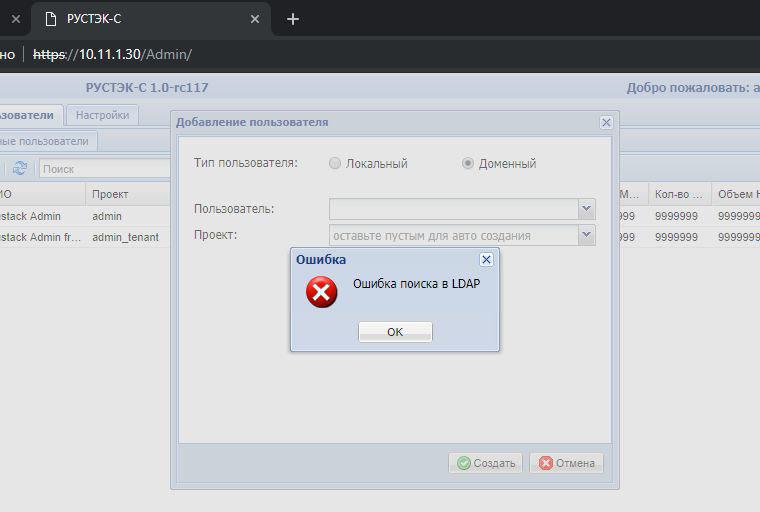 РУСТЭК-С
но https://10.11.1.30/Admin/
РУСТЭК-С 1.0-rc117
Добро пожаловать: a
ьзователи Настройки
ные пользователи
Поиск
ИО Проект М... Кол-во ... Объем H
stack Admin admin 999 9999999 9999999
stack Admin fr... admin_tenant 999 9999999 9999999
Добавление пользователя
Тип пользователя: Локальный Доменный
Пользователь:
Проект: оставьте пустым для авто создания
Ошибка
Ошибка поиска в LDAP
OK
Создать Отмена